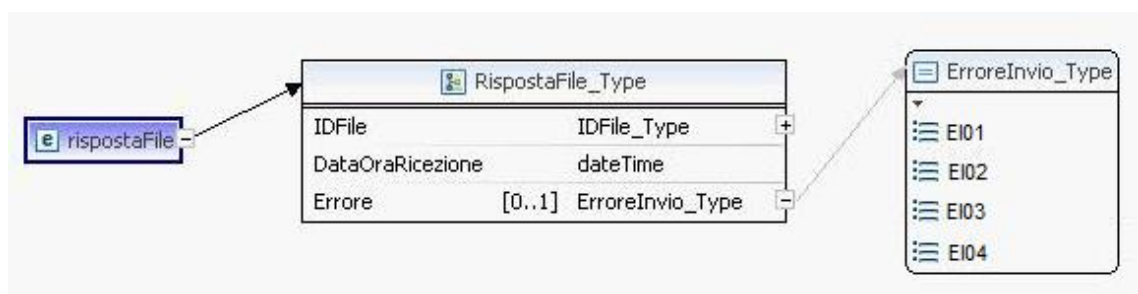 e rispostaFile
RispostaFile_Type
IDFile IDFile_Type
DataOraRicezione dateTime
Errore [0..1] ErroreInvio_Type
ErroreInvio_Type
EI01
EI02
EI03
EI04